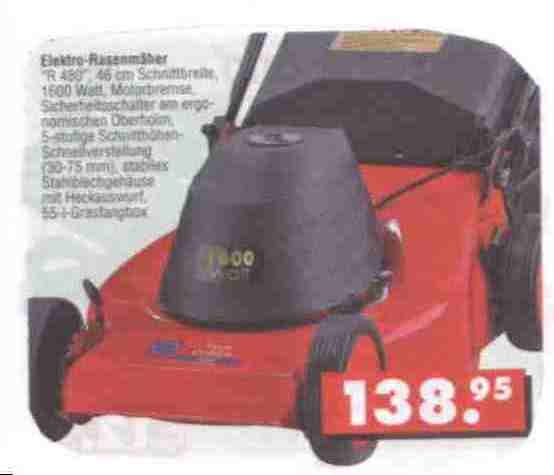 Elektro-Rasenmäher
"R 480", 46 cm Schnittbreite,
1600 Watt, Motorbremse,
Sicherheitsschalter am ergo-
nomischen Oberholm,
5-stufige Schnitthöhen-
Schnellverstellung
(30-75 mm), stabiles
Stahlblechgehäuse
mit Heckauswurf,
55-l-Grasfangbox
1600
WATT
138.95